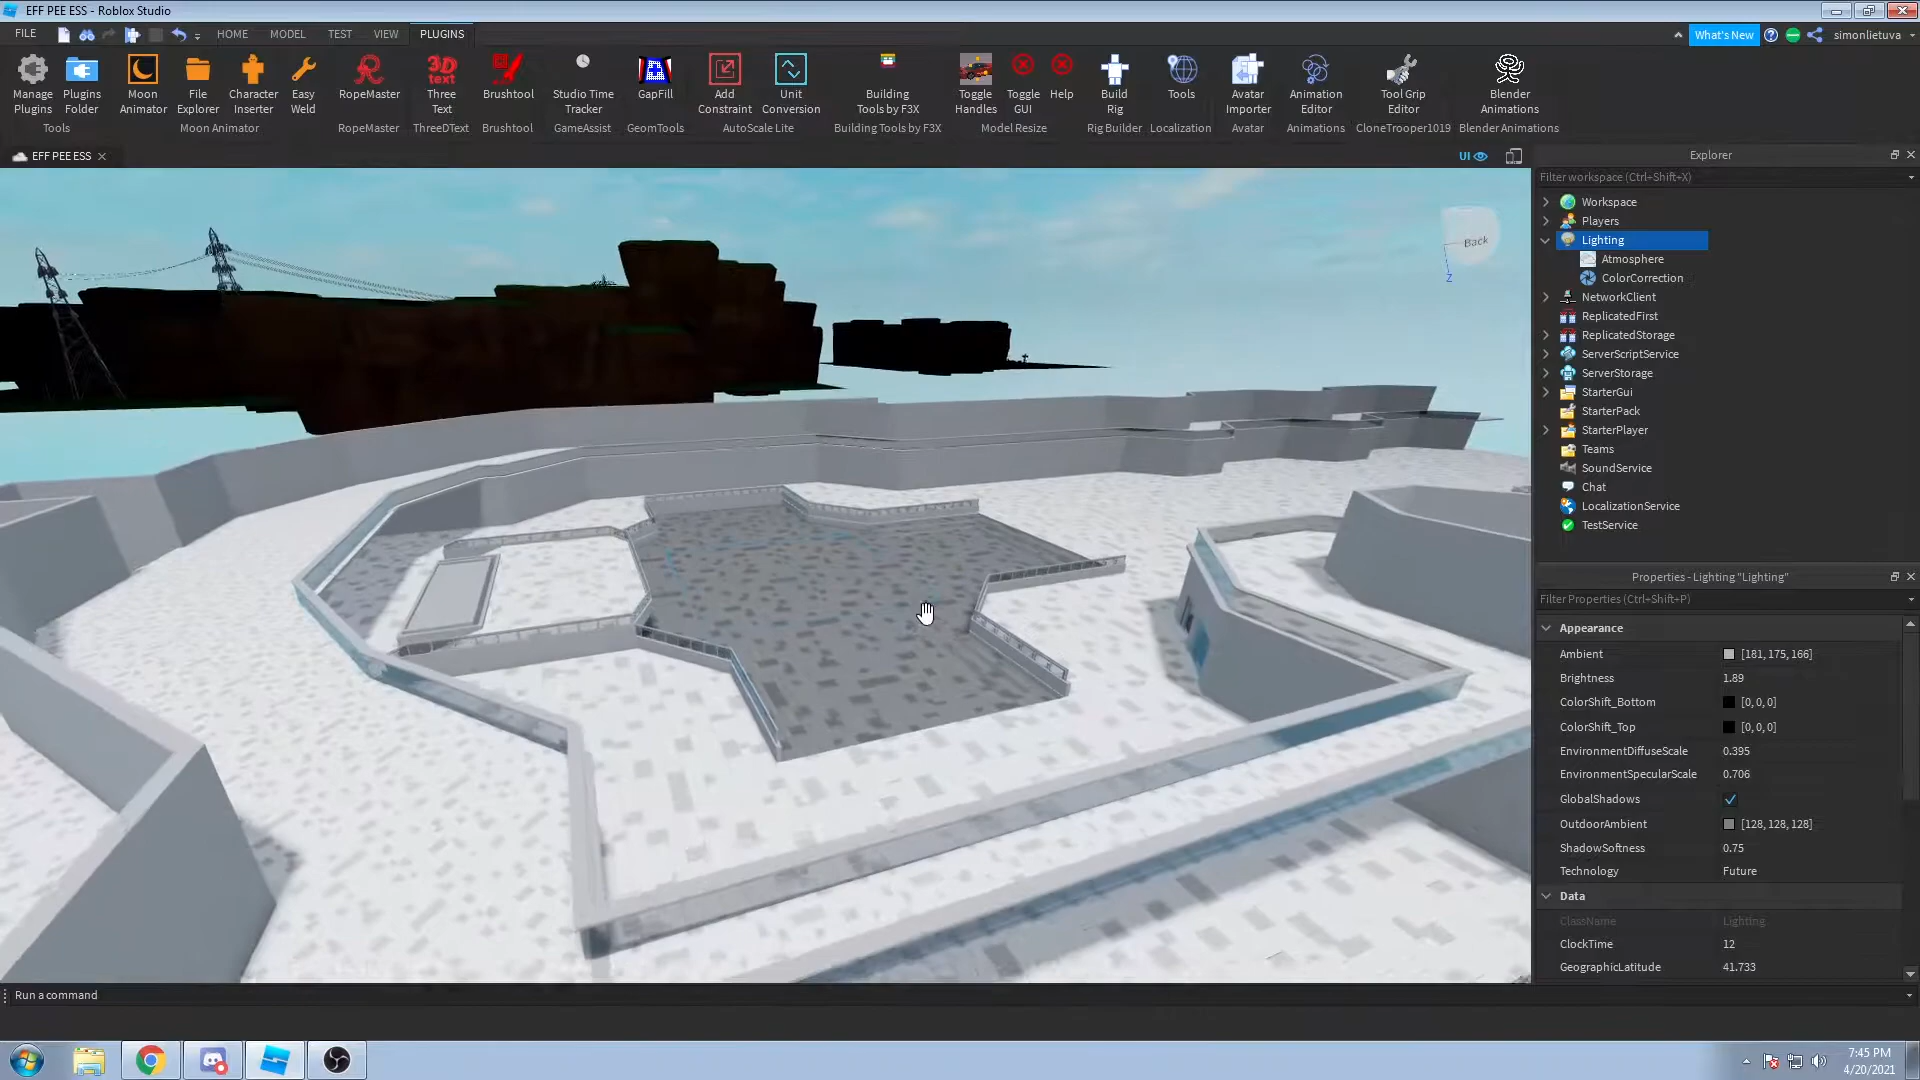 EFF PEE ESS - Roblox Studio
FILE HOME MODEL TEST VIEW PLUGINS What's New simonlietuva
Manage Plugins
Plugins Folder
Moon Animator
File Explorer
Character Inserter
Easy Weld
RopeMaster
3D text
Three Text
Brushtool
Studio Time Tracker
GapFill
Add Constraint
Unit Conversion
Building Tools by F3X
Toggle Handles
Toggle GUI
Help
Build Rig
Tools
Avatar Importer
Animation Editor
Tool Grip Editor
Blender Animations
Tools Moon Animator RopeMaster ThreeDText Brushtool GameAssist GeomTools AutoScale Lite Building Tools by F3X Model Resize Rig Builder Localization Avatar Animations CloneTrooper1019 Blender Animations
EFF PEE ESS
UI
Back
Z
Explorer
Filter workspace (Ctrl+Shift+X)
Workspace
Players
Lighting
Atmosphere
ColorCorrection
NetworkClient
ReplicatedFirst
ReplicatedStorage
ServerScriptService
ServerStorage
StarterGui
StarterPack
StarterPlayer
Teams
SoundService
Chat
LocalizationService
TestService
Properties - Lighting "Lighting"
Filter Properties (Ctrl+Shift+P)
Appearance
Ambient [181, 175, 166]
Brightness 1.89
ColorShift_Bottom [0, 0, 0]
ColorShift_Top [0, 0, 0]
EnvironmentDiffuseScale 0.395
EnvironmentSpecularScale 0.706
GlobalShadows
OutdoorAmbient [128, 128, 128]
ShadowSoftness 0.75
Technology Future
Data
ClassName Lighting
ClockTime 12
GeographicLatitude 41.733
Run a command
7:45 PM
4/20/2021